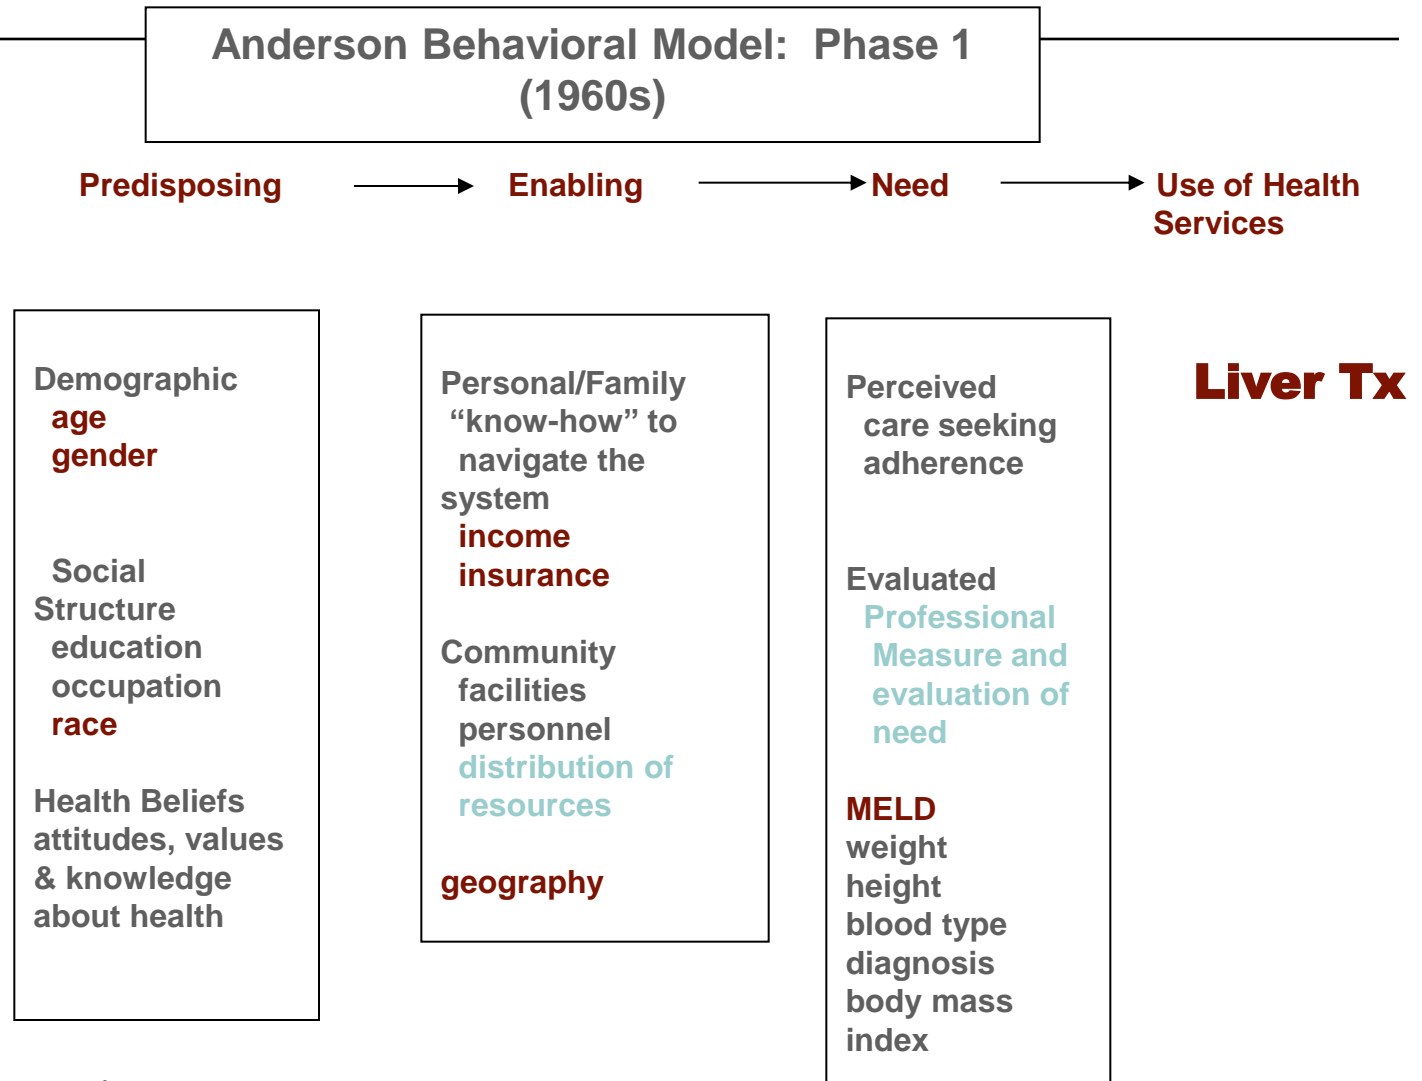 Anderson Behavioral Model: Phase 1
(1960s)
Predisposing
Enabling
Need
Use of Health
Services
Demographic
age
gender
Social
Structure
education
occupation
race
Health Beliefs
attitudes, values
& knowledge
about health
Personal/Family
“know-how” to
navigate the
system
income
insurance
Community
facilities
personnel
distribution of
resources
geography
Perceived
care seeking
adherence
Evaluated
Professional
Measure and
evaluation of
need
MELD
weight
height
blood type
diagnosis
body mass
index
Liver Tx